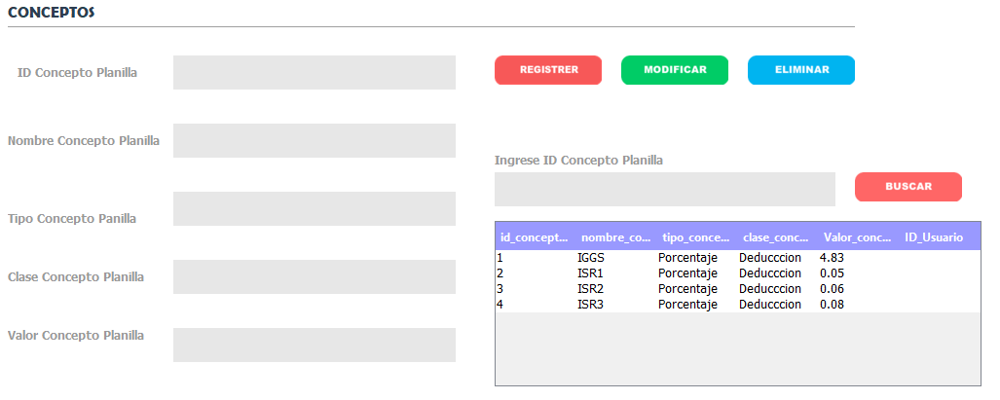 CONCEPTOS
ID Concepto Planilla
REGISTRER MODIFICAR ELIMINAR
Nombre Concepto Planilla
Ingrese ID Concepto Planilla
BUSCAR
Tipo Concepto Panilla
Clase Concepto Planilla
Valor Concepto Planilla
id_concept... nombre_co... tipo_conce... clase_conc... Valor_conc... ID_Usuario
1 IGGS Porcentaje Deducccion 4.83
2 ISR1 Porcentaje Deducccion 0.05
3 ISR2 Porcentaje Deducccion 0.06
4 ISR3 Porcentaje Deducccion 0.08